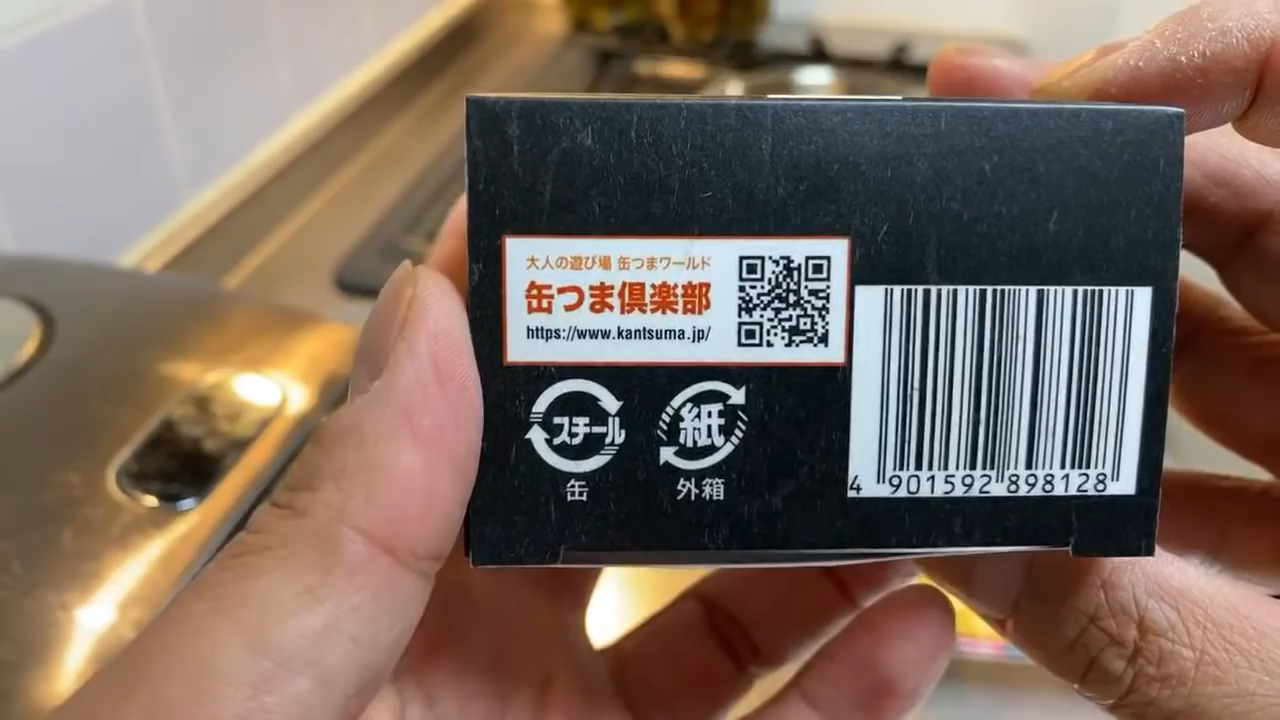 大人の遊び場 缶つまワールド
缶つま倶楽部
https://www.kantsuma.jp/
スチール
缶
紙
外箱
4 901592 898128